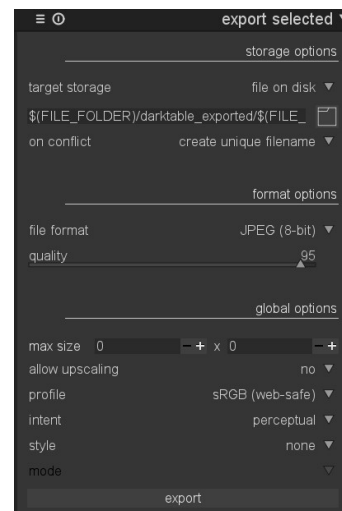 export selected
storage options
target storage file on disk
$(FILE_FOLDER)/darktable_exported/$(FILE_
on conflict create unique filename
format options
file format JPEG (8-bit)
quality 95
global options
max size 0 - + x 0 - +
allow upscaling no
profile sRGB (web-safe)
intent perceptual
style none
mode
export